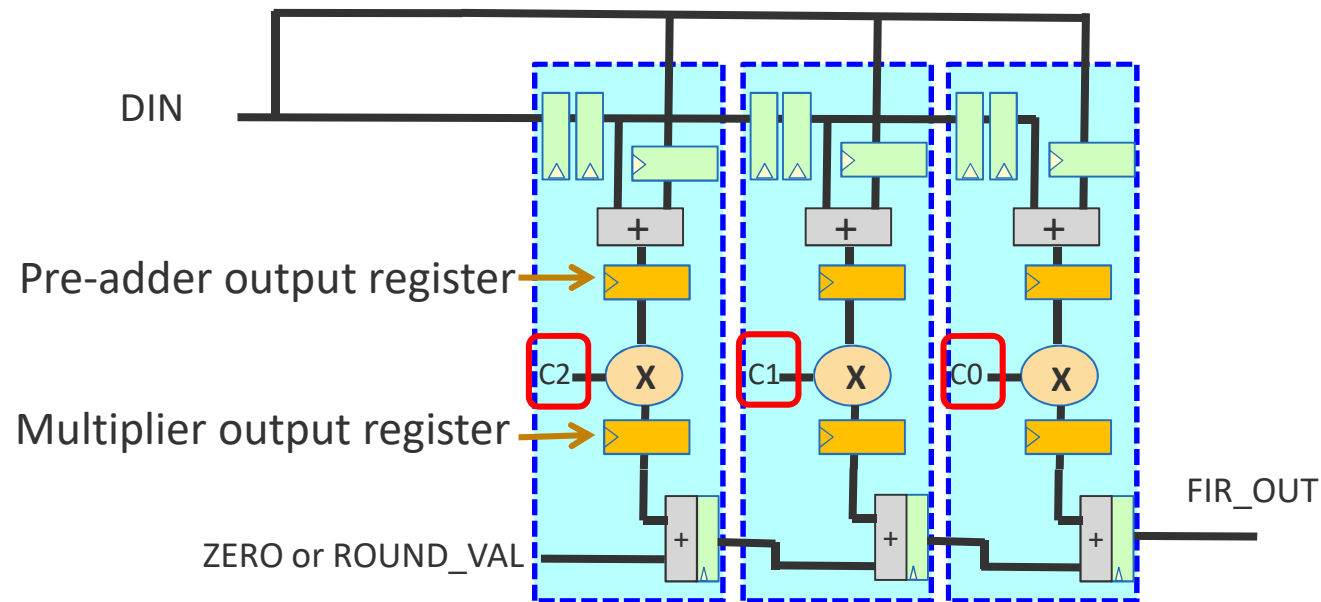 DIN
+ + +
Pre-adder output register
C2 X C1 X C0 X
Multiplier output register
FIR_OUT
+ + +
ZERO or ROUND_VAL